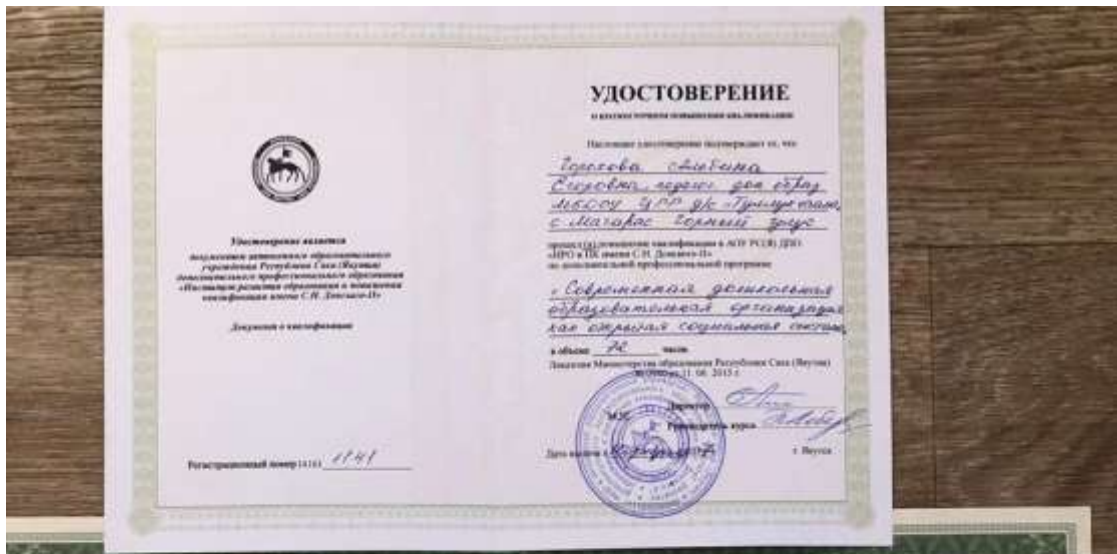 Удостоверение является
документом автономного образовательного
учреждения Республики Саха (Якутия)
дополнительного профессионального образования
«Институт развития образования и повышения
квалификации имени С.Н. Донского-II»
Документ о квалификации
Регистрационный номер 1141
УДОСТОВЕРЕНИЕ
о краткосрочном повышении квалификации
Настоящее удостоверение подтверждает то, что
Горохова
Егоровна, педагог доп образ
МБДОУ ЦРР д/с
с. Магарас Горный улус
прошел(а) повышение квалификации в АОУ РС(Я) ДПО
«ИРО и ПК имени С.Н. Донского-II»
по дополнительной профессиональной программе
«Современная дошкольная
образовательная организация
как открытая социальная система»
в объеме 72 часов
Лицензия Министерства образования Республики Саха (Якутия)
11. 06. 2015 г.
М.П.
Директор
Руководитель курса
Дата выдачи
г. Якутск